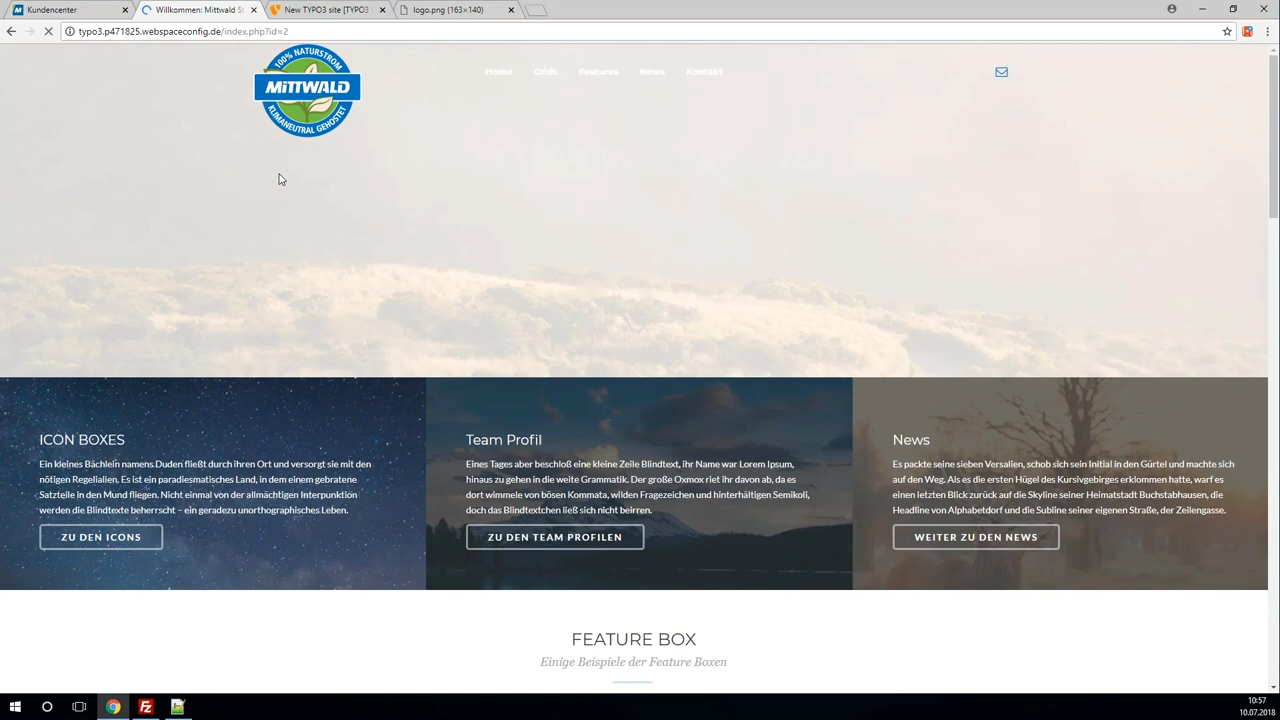 Kundencenter
Willkommen: Mittwald St
New TYPO3 site [TYPO3
logo.png (163×140)
typo3.p471825.webspaceconfig.de/index.php?id=2
100% NATURSTROM
MITTWALD
KLIMANEUTRAL GEHOSTET
Home Grids Features News Kontakt
ICON BOXES
Ein kleines Bächlein namens Duden fließt durch ihren Ort und versorgt sie mit den
nötigen Regelialien. Es ist ein paradiesmatisches Land, in dem einem gebratene
Satzteile in den Mund fliegen. Nicht einmal von der allmächtigen Interpunktion
werden die Blindtexte beherrscht – ein geradezu unorthographisches Leben.
ZU DEN ICONS
Team Profil
Eines Tages aber beschloß eine kleine Zeile Blindtext, ihr Name war Lorem Ipsum,
hinaus zu gehen in die weite Grammatik. Der große Oxmox riet ihr davon ab, da es
dort wimmele von bösen Kommata, wilden Fragezeichen und hinterhältigen Semikoli,
doch das Blindtextchen ließ sich nicht beirren.
ZU DEN TEAM PROFILEN
News
Es packte seine sieben Versalien, schob sich sein Initial in den Gürtel und machte sich
auf den Weg. Als es die ersten Hügel des Kursivgebirges erklommen hatte, warf es
einen letzten Blick zurück auf die Skyline seiner Heimatstadt Buchstabhausen, die
Headline von Alphabetdorf und die Subline seiner eigenen Straße, der Zeilengasse.
WEITER ZU DEN NEWS
FEATURE BOX
Einige Beispiele der Feature Boxen
10:57
10.07.2018